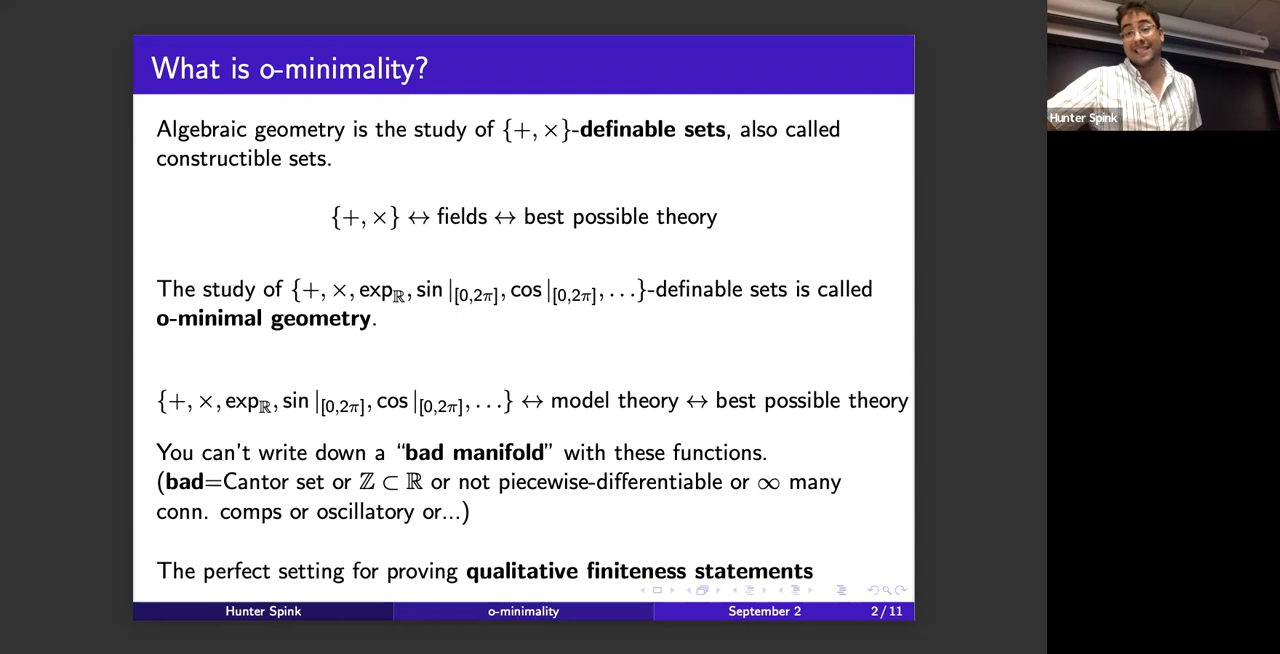 What is o-minimality?
Algebraic geometry is the study of {+, ×}-definable sets, also called
constructible sets.
{+, ×} ↔ fields ↔ best possible theory
The study of {+, ×, exp_ℝ, sin|_[0,2π], cos|_[0,2π], …}-definable sets is called
o-minimal geometry.
{+, ×, exp_ℝ, sin|_[0,2π], cos|_[0,2π], …} ↔ model theory ↔ best possible theory
You can't write down a “bad manifold” with these functions.
(bad=Cantor set or ℤ ⊂ ℝ or not piecewise-differentiable or ∞ many
conn. comps or oscillatory or...)
The perfect setting for proving qualitative finiteness statements
Hunter Spink o-minimality September 2 2 / 11
Hunter Spink